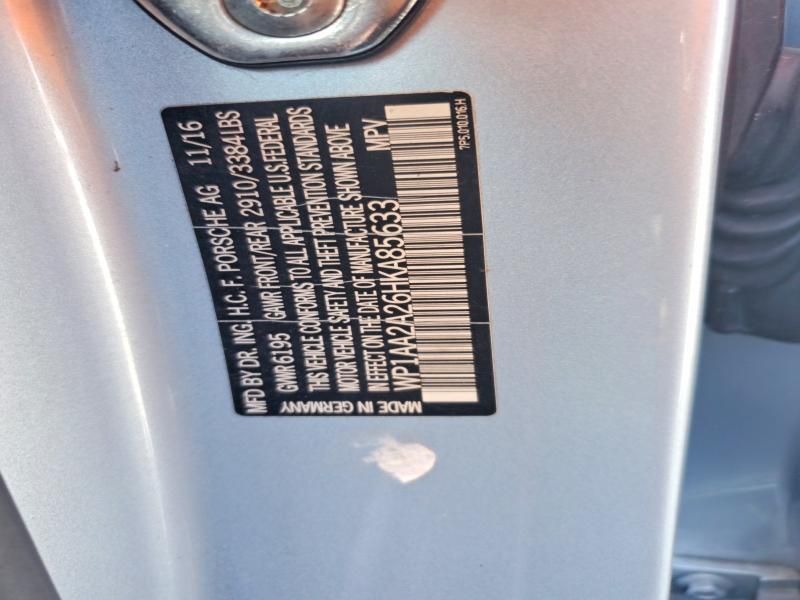 MFD BY DR. ING. H.C. F. PORSCHE AG 11/16
GVWR 6195 GAWR FRONT/REAR 2910/3384 LBS
THIS VEHICLE CONFORMS TO ALL APPLICABLE U.S. FEDERAL
MOTOR VEHICLE SAFETY AND THEFT PREVENTION STANDARDS
IN EFFECT ON THE DATE OF MANUFACTURE SHOWN ABOVE
WP1AA2A26HKA85633 MPV
MADE IN GERMANY
7P5.010.016.H